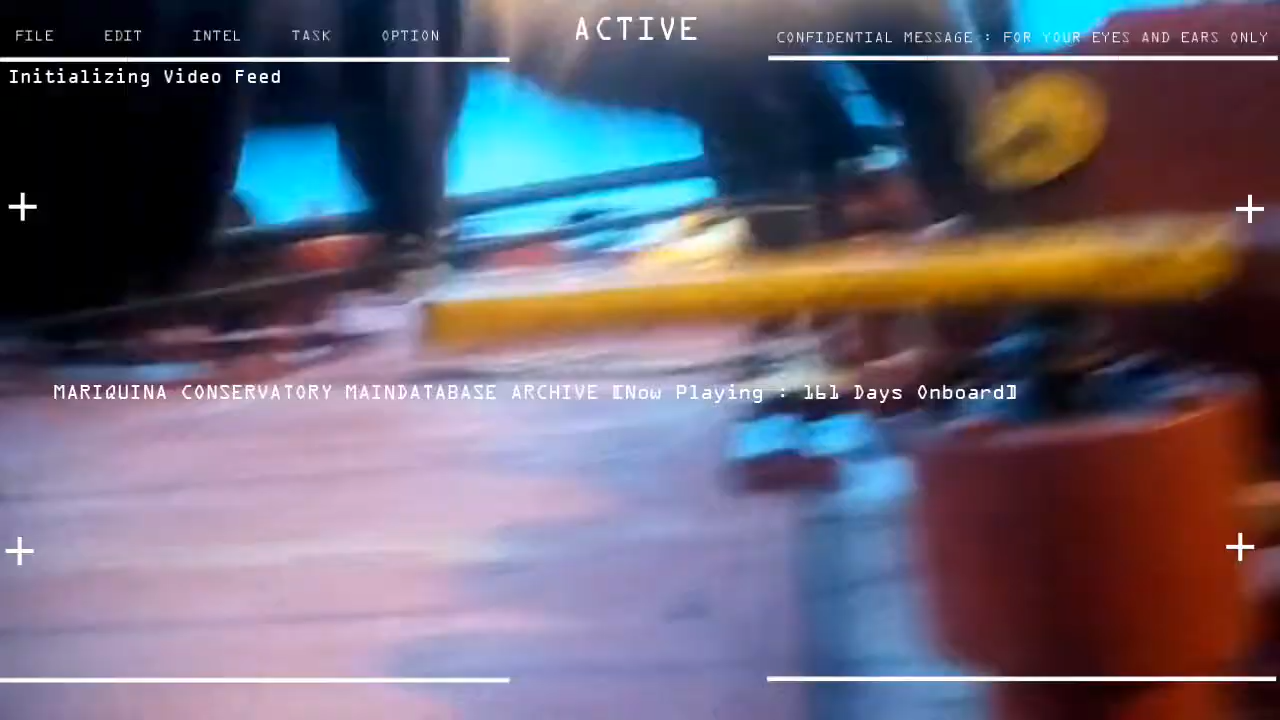 FILE EDIT INTEL TASK OPTION
ACTIVE
CONFIDENTIAL MESSAGE : FOR YOUR EYES AND EARS ONLY
Initializing Video Feed
MARIQUINA CONSERVATORY MAINDATABASE ARCHIVE [Now Playing : 161 Days Onboard]